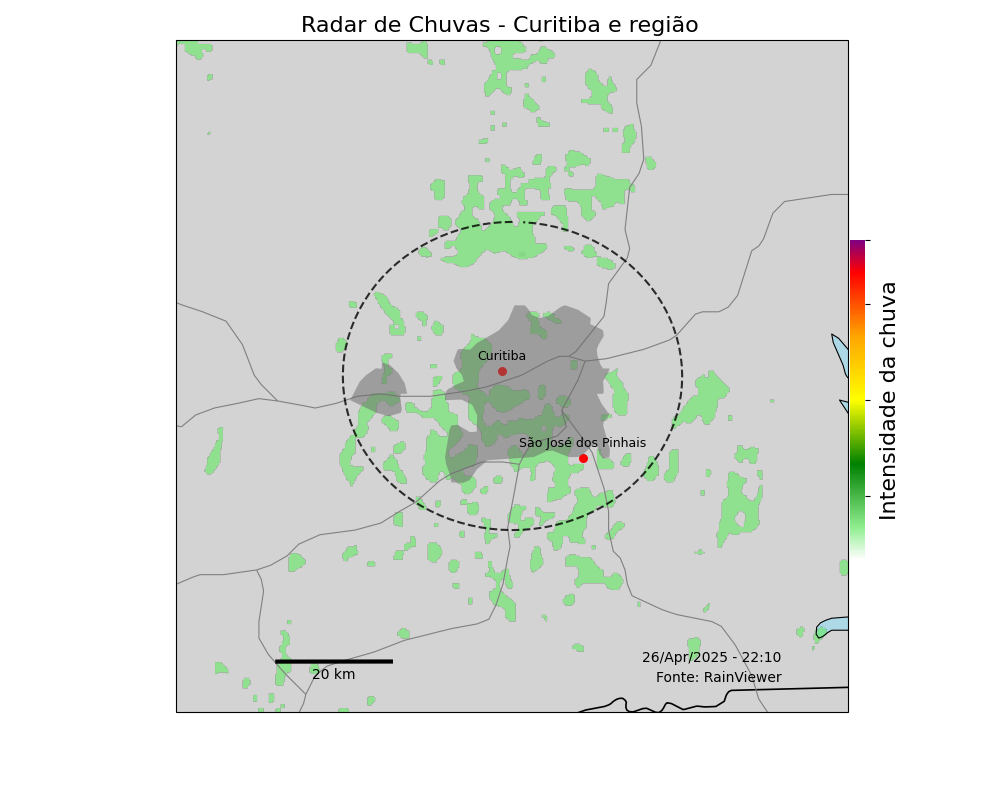 Radar de Chuvas - Curitiba e região
Curitiba
São José dos Pinhais
Intensidade da chuva
26/Apr/2025 - 22:10
Fonte: RainViewer
20 km